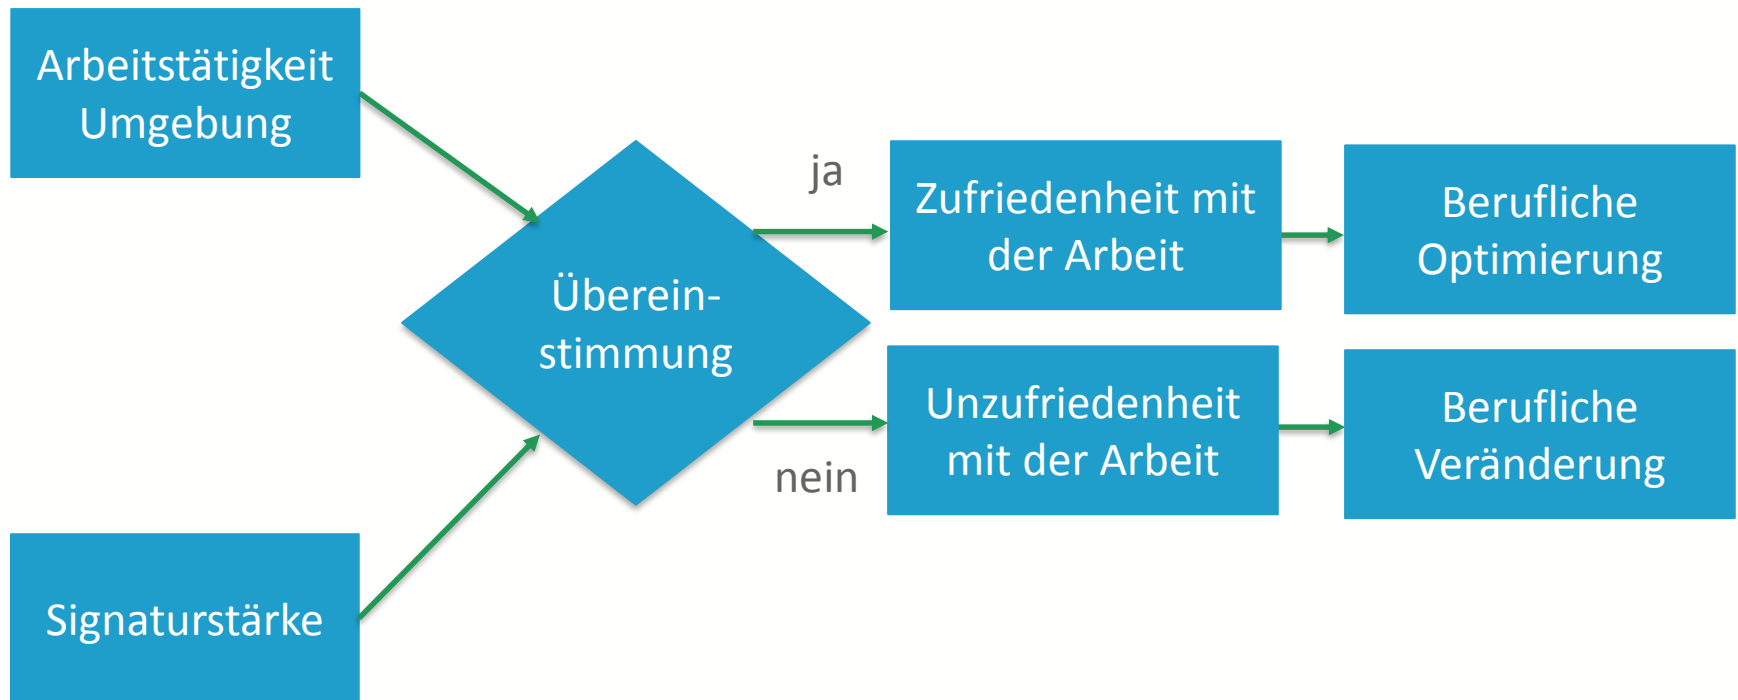 Arbeitstätigkeit
Umgebung
Signaturstärke
Überein-
stimmung
ja
Zufriedenheit mit
der Arbeit
Berufliche
Optimierung
nein
Unzufriedenheit
mit der Arbeit
Berufliche
Veränderung